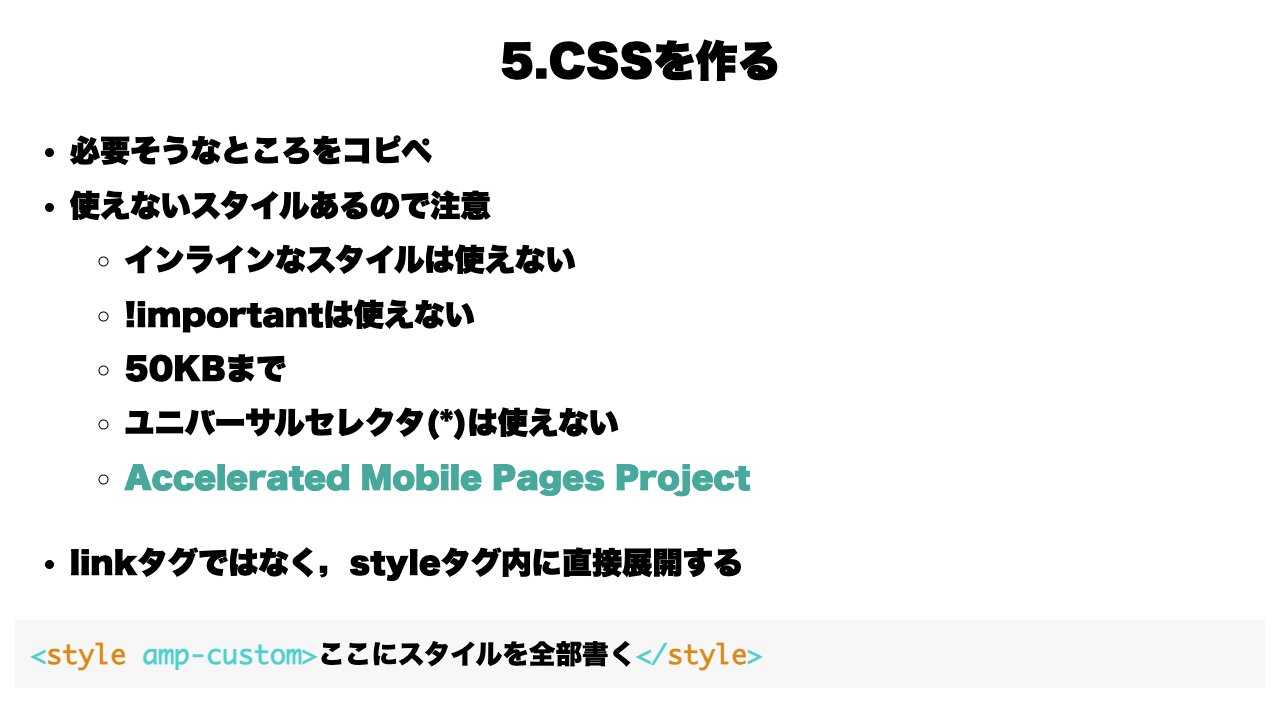 5.CSSを作る
• 必要そうなところをコピペ
• 使えないスタイルあるので注意
◦ インラインなスタイルは使えない
◦ !importantは使えない
◦ 50KBまで
◦ ユニバーサルセレクタ(*)は使えない
◦ Accelerated Mobile Pages Project
• linkタグではなく，styleタグ内に直接展開する
<style amp-custom>ここにスタイルを全部書く</style>